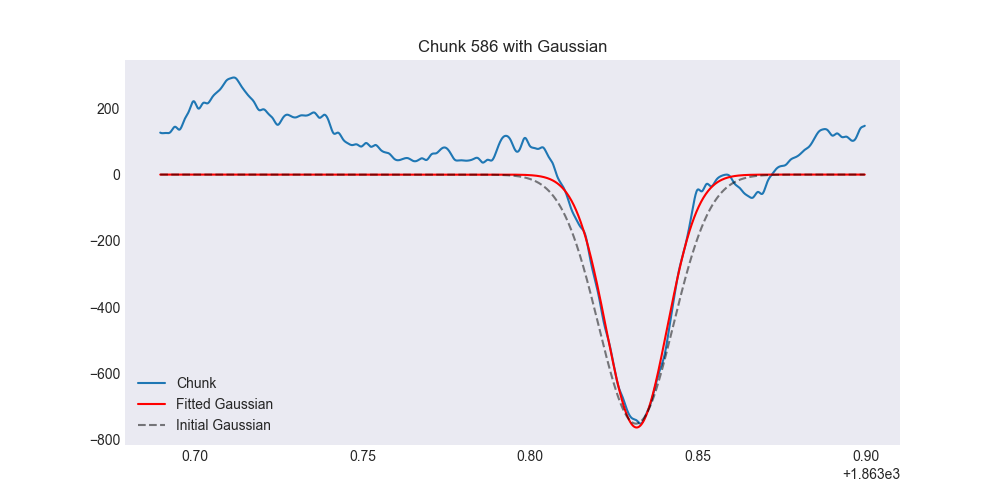 Chunk 586 with Gaussian
200
0
−200
−400
−600
−800
Chunk
Fitted Gaussian
Initial Gaussian
0.70 0.75 0.80 0.85 0.90
+1.863e3